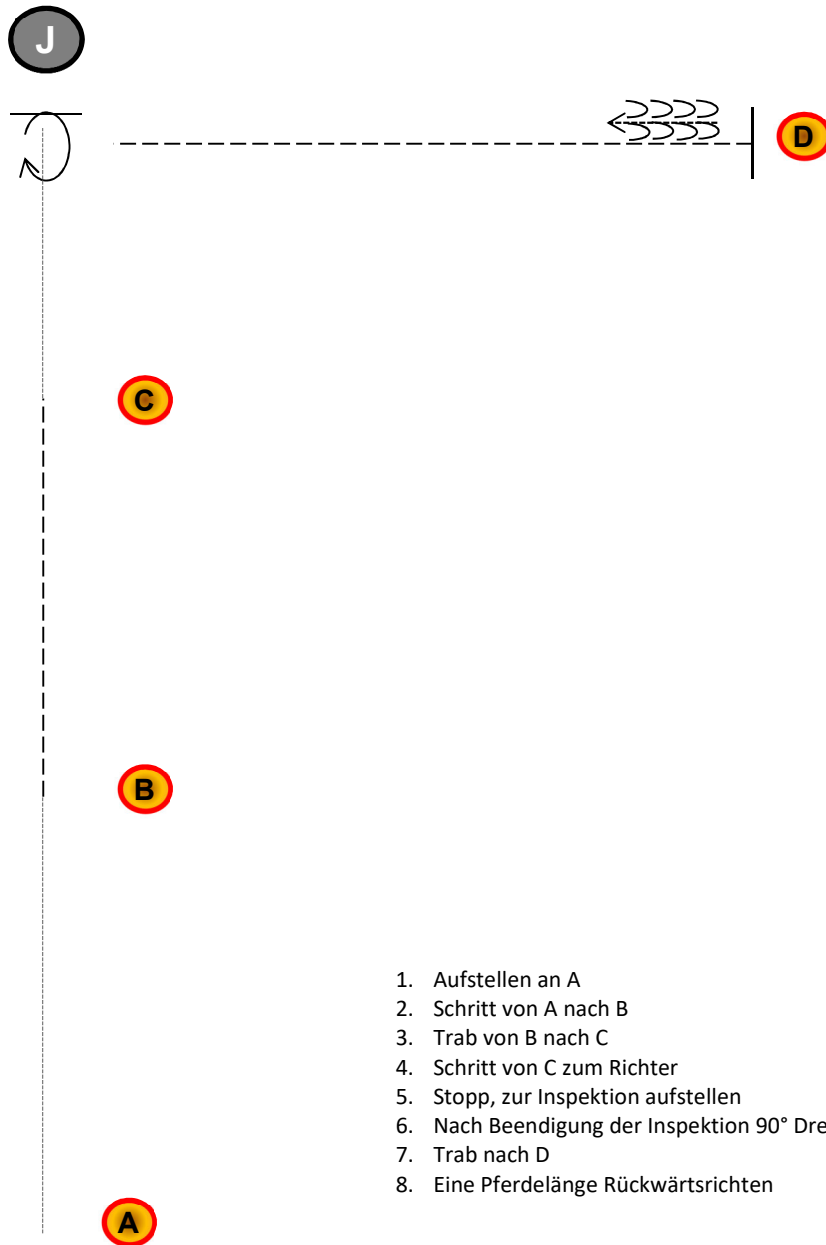 J
D
C
B
1. Aufstellen an A
2. Schritt von A nach B
3. Trab von B nach C
4. Schritt von C zum Richter
5. Stopp, zur Inspektion aufstellen
6. Nach Beendigung der Inspektion 90° Dre
7. Trab nach D
8. Eine Pferdelänge Rückwärtsrichten
A